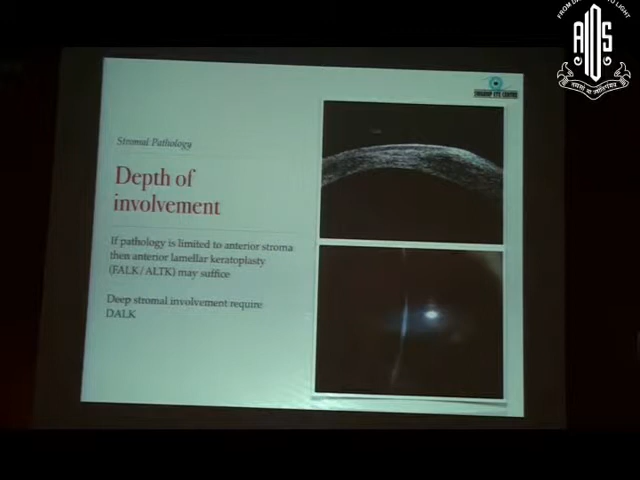 Stromal Pathology
Depth of
involvement
If pathology is limited to anterior stroma
then anterior lamellar keratoplasty
(FALK/ALTK) may suffice
Deep stromal involvement require
DALK
AIOS